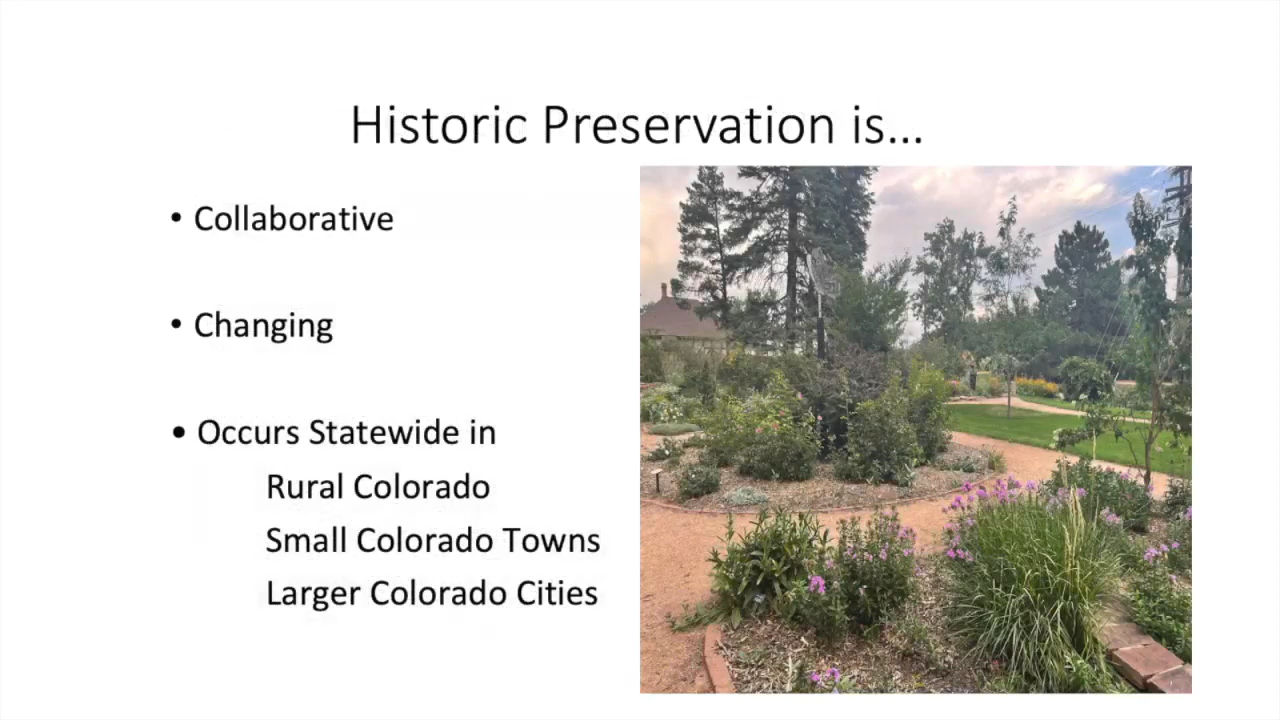 Historic Preservation is...
• Collaborative
• Changing
• Occurs Statewide in
Rural Colorado
Small Colorado Towns
Larger Colorado Cities